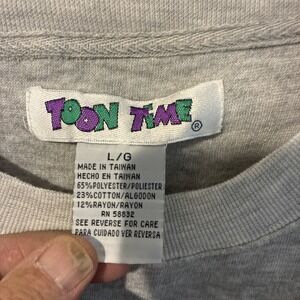 TOON TIME ®
L/G
MADE IN TAIWAN
HECHO EN TAIWAN
65%POLYESTER/POLIESTER
23%COTTON/ALGODON
12%RAYON/RAYON
RN 58832
SEE REVERSE FOR CARE
PARA CUIDADO VER REVERSA